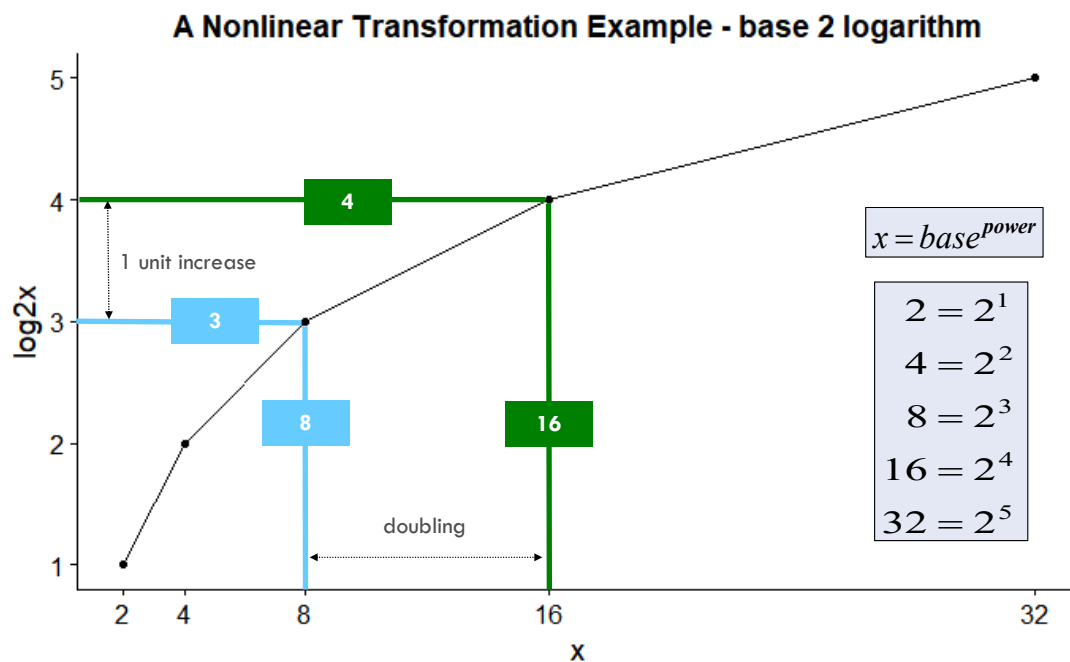 A Nonlinear Transformation Example - base 2 logarithm
5
4
3
2
1
log2x
4
1 unit increase
3
8
16
doubling
x = base^power
2 = 2^1
4 = 2^2
8 = 2^3
16 = 2^4
32 = 2^5
2 4 8 16 32
x